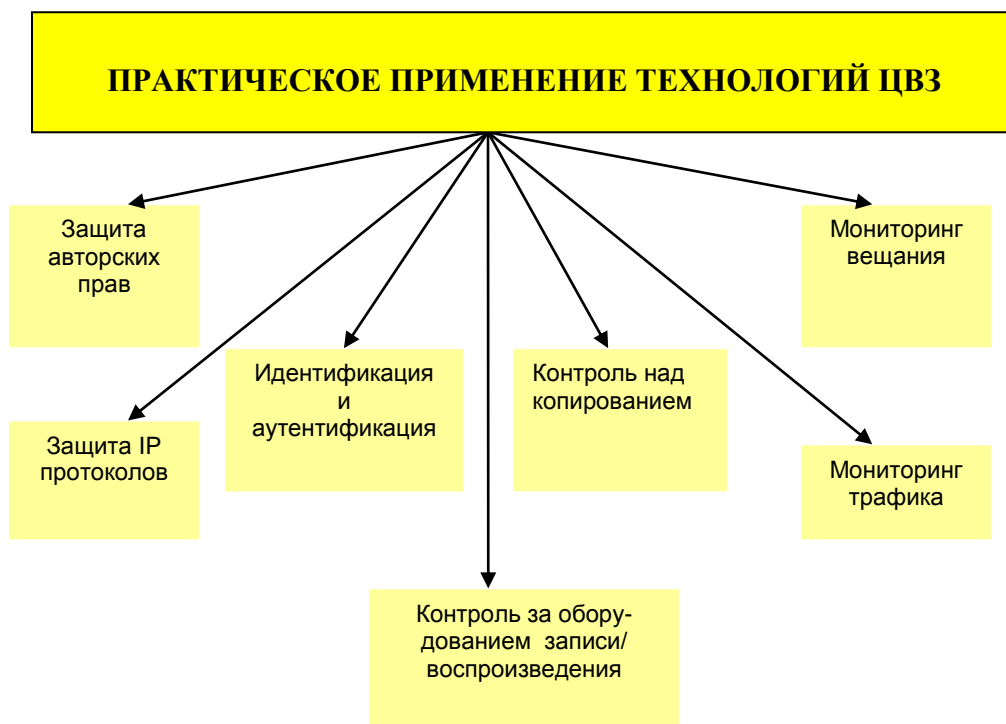 ПРАКТИЧЕСКОЕ ПРИМЕНЕНИЕ ТЕХНОЛОГИЙ ЦВЗ
Защита
авторских
прав
Мониторинг
вещания
Идентификация
и
аутентификация
Контроль над
копированием
Защита IP
протоколов
Мониторинг
трафика
Контроль за обору-
дованием записи/
воспроизведения